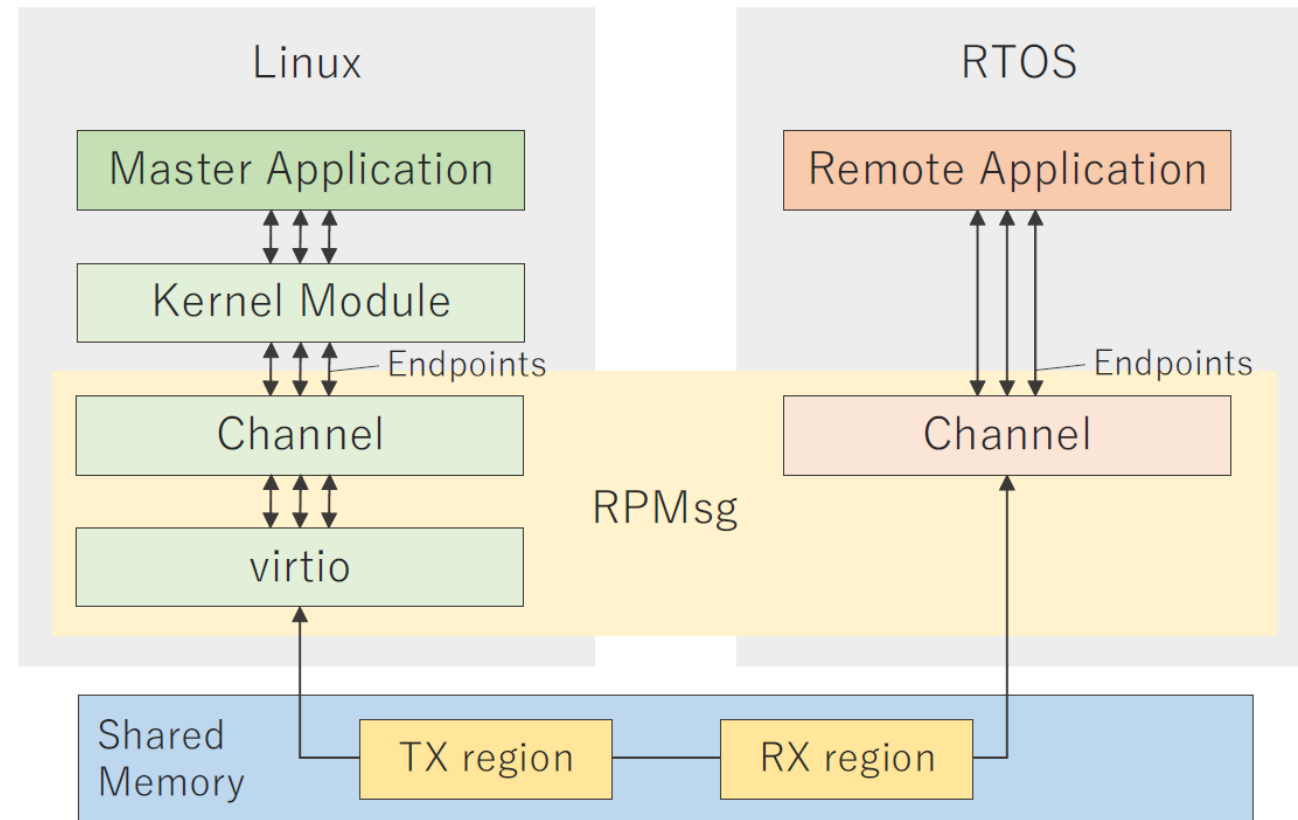 Linux
RTOS
Master Application
Remote Application
Kernel Module
Endpoints
Endpoints
Channel
Channel
RPMsg
virtio
Shared
Memory
TX region
RX region